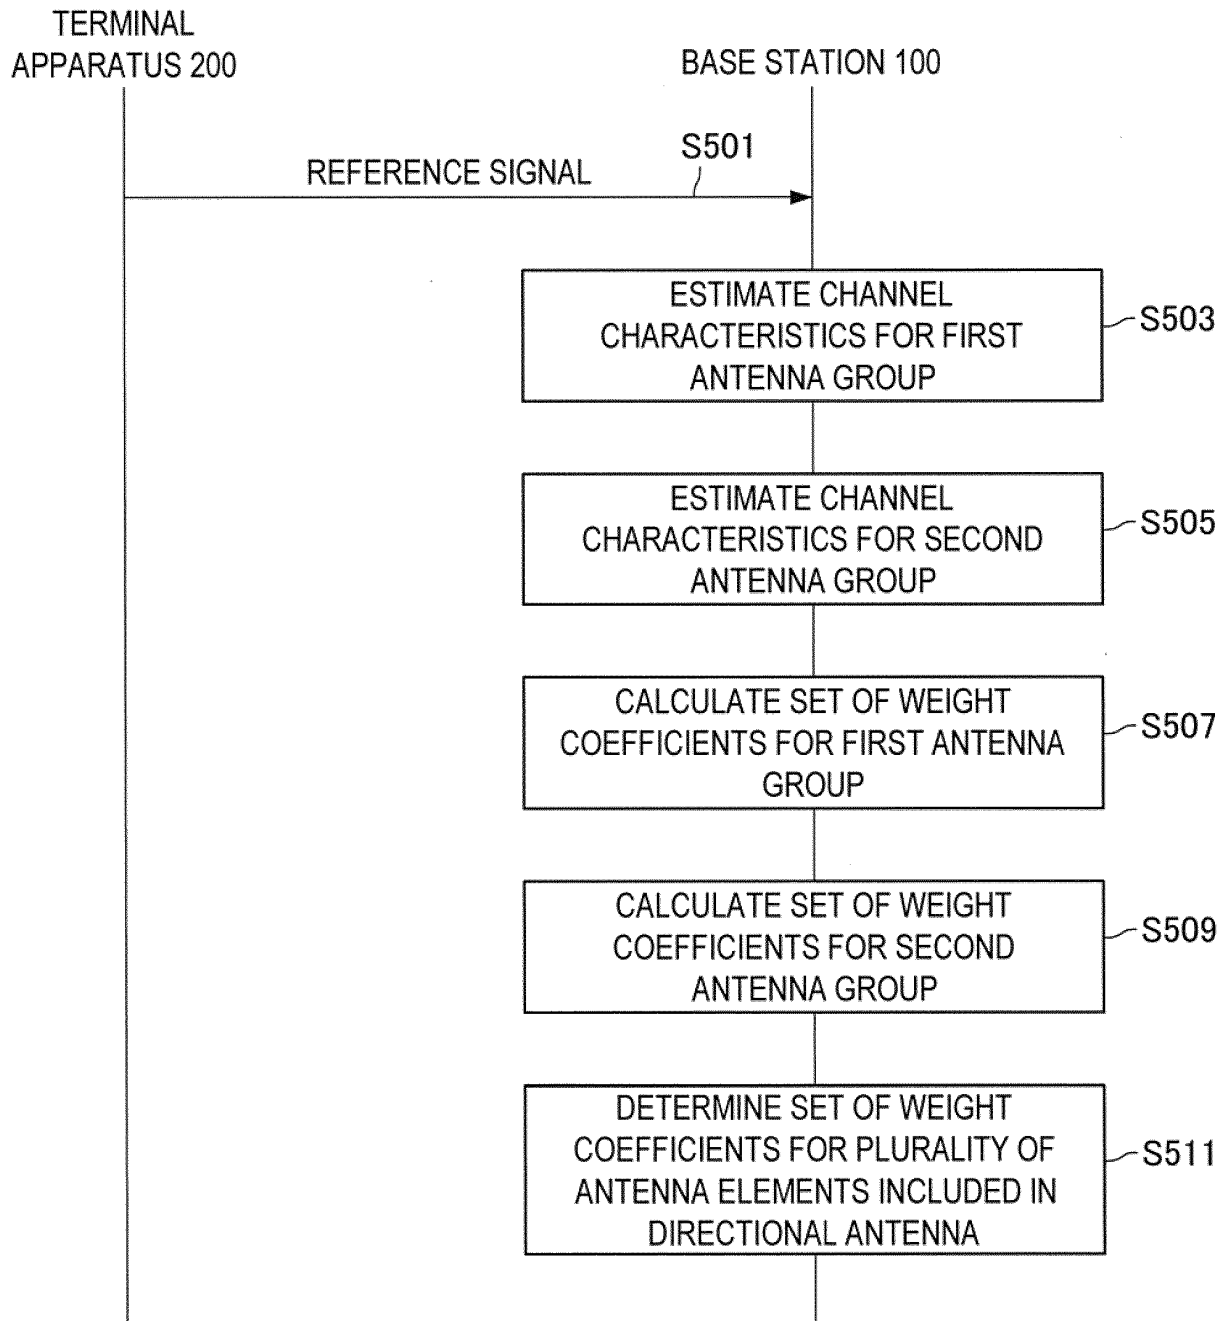 TERMINAL
APPARATUS 200
BASE STATION 100
S501
REFERENCE SIGNAL
ESTIMATE CHANNEL
CHARACTERISTICS FOR FIRST
ANTENNA GROUP
S503
ESTIMATE CHANNEL
CHARACTERISTICS FOR SECOND
ANTENNA GROUP
S505
CALCULATE SET OF WEIGHT
COEFFICIENTS FOR FIRST ANTENNA
GROUP
S507
CALCULATE SET OF WEIGHT
COEFFICIENTS FOR SECOND
ANTENNA GROUP
S509
DETERMINE SET OF WEIGHT
COEFFICIENTS FOR PLURALITY OF
ANTENNA ELEMENTS INCLUDED IN
DIRECTIONAL ANTENNA
S511